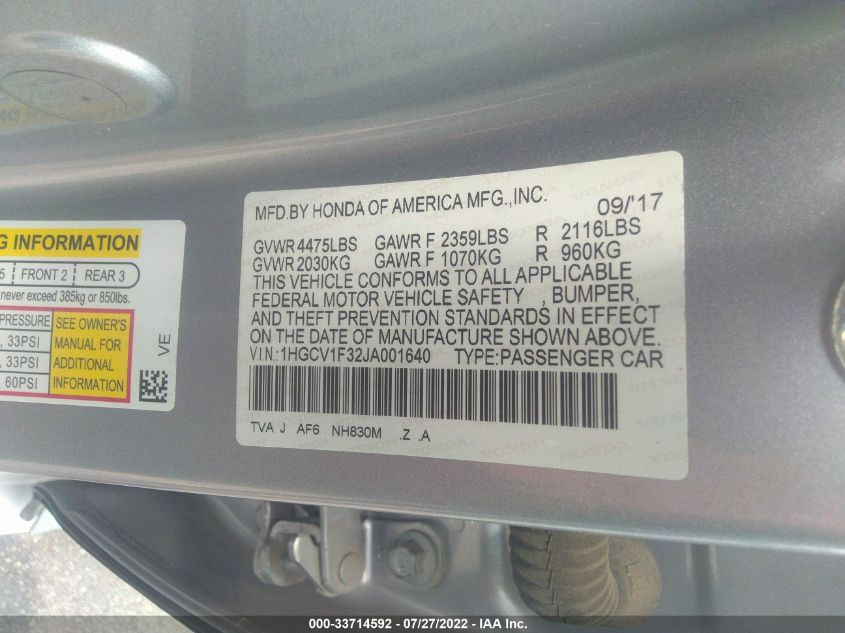 MFD.BY HONDA OF AMERICA MFG.,INC. 09/'17
GVWR 4475LBS GAWR F 2359LBS R 2116LBS
GVWR 2030KG GAWR F 1070KG R 960KG
THIS VEHICLE CONFORMS TO ALL APPLICABLE
FEDERAL MOTOR VEHICLE SAFETY , BUMPER,
AND THEFT PREVENTION STANDARDS IN EFFECT
ON THE DATE OF MANUFACTURE SHOWN ABOVE.
V.I.N.:1HGCV1F32JA001640 TYPE:PASSENGER CAR
TVA J AF6 NH830M .Z .A
G INFORMATION
5 FRONT 2 REAR 3
never exceed 385kg or 850lbs.
PRESSURE
, 33PSI
, 33PSI
60PSI
SEE OWNER'S
MANUAL FOR
ADDITIONAL
INFORMATION
VE
000-33714592 / 07/27/2022 - IAA Inc.